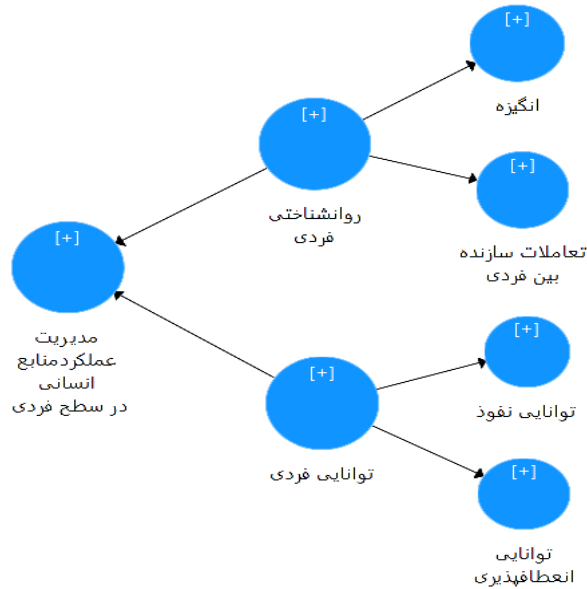 [+]
انگیزه
[+]
روانشناختی
فردی
[+]
تعاملات سازنده
بین فردی
[+]
مدیریت
عملکردمنابع
انسانی
در سطح فردی
[+]
توانایی نفوذ
[+]
توانایی فردی
[+]
توانایی
انعطافپذیری